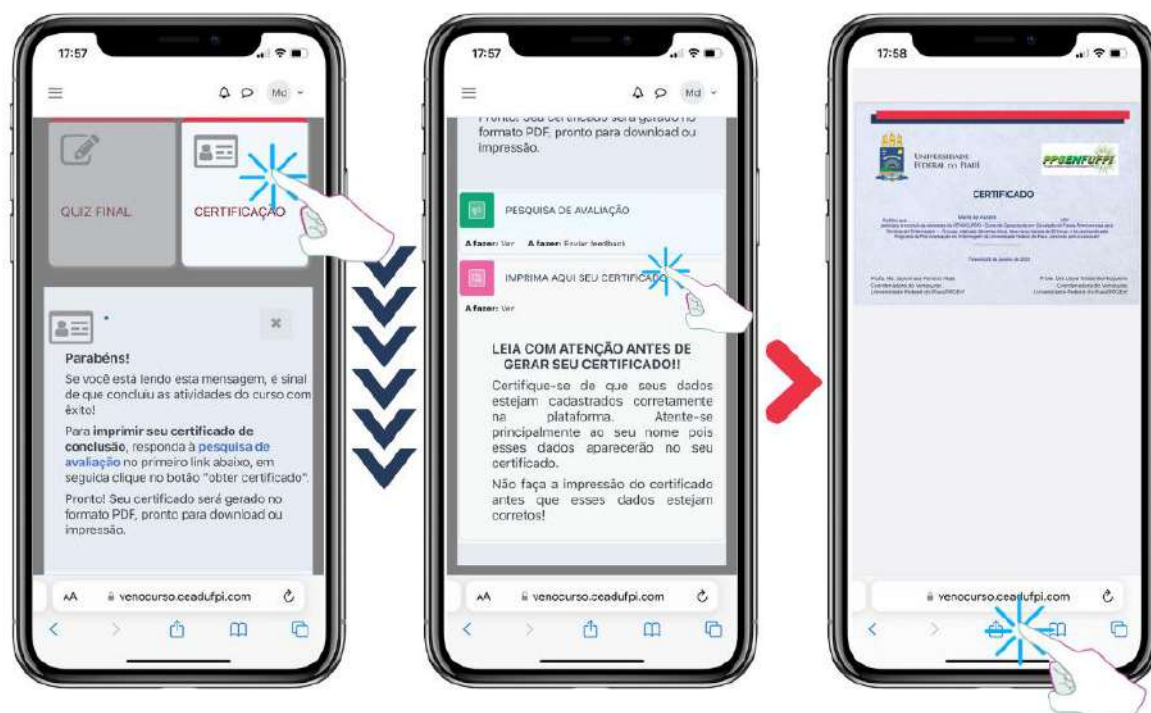 17:57
Md
QUIZ FINAL
CERTIFICAÇÃO
Parabéns!
Se você está lendo esta mensagem, é sinal
de que concluiu as atividades do curso com
êxito!
Para imprimir seu certificado de
conclusão, responda à pesquisa de
avaliação no primeiro link abaixo, em
seguida clique no botão "obter certificado".
Pronto! Seu certificado será gerado no
formato PDF, pronto para download ou
impressão.
AA venocurso.ceadufpi.com
17:57
Md
Pronto! Seu certificado será gerado no
formato PDF, pronto para download ou
impressão.
PESQUISA DE AVALIAÇÃO
A fazer: Ver A fazer: Enviar feedback
IMPRIMA AQUI SEU CERTIFICADO
A fazer: Ver
LEIA COM ATENÇÃO ANTES DE
GERAR SEU CERTIFICADO!!
Certifique-se de que seus dados
estejam cadastrados corretamente
na plataforma. Atente-se
principalmente ao seu nome pois
esses dados aparecerão no seu
certificado.
Não faça a impressão do certificado
antes que esses dados estejam
corretos!
AA venocurso.ceadufpi.com
17:58
UNIVERSIDADE
FEDERAL DO PIAUÍ
PPGENFUFPI
CERTIFICADO
venocurso.ceadufpi.com